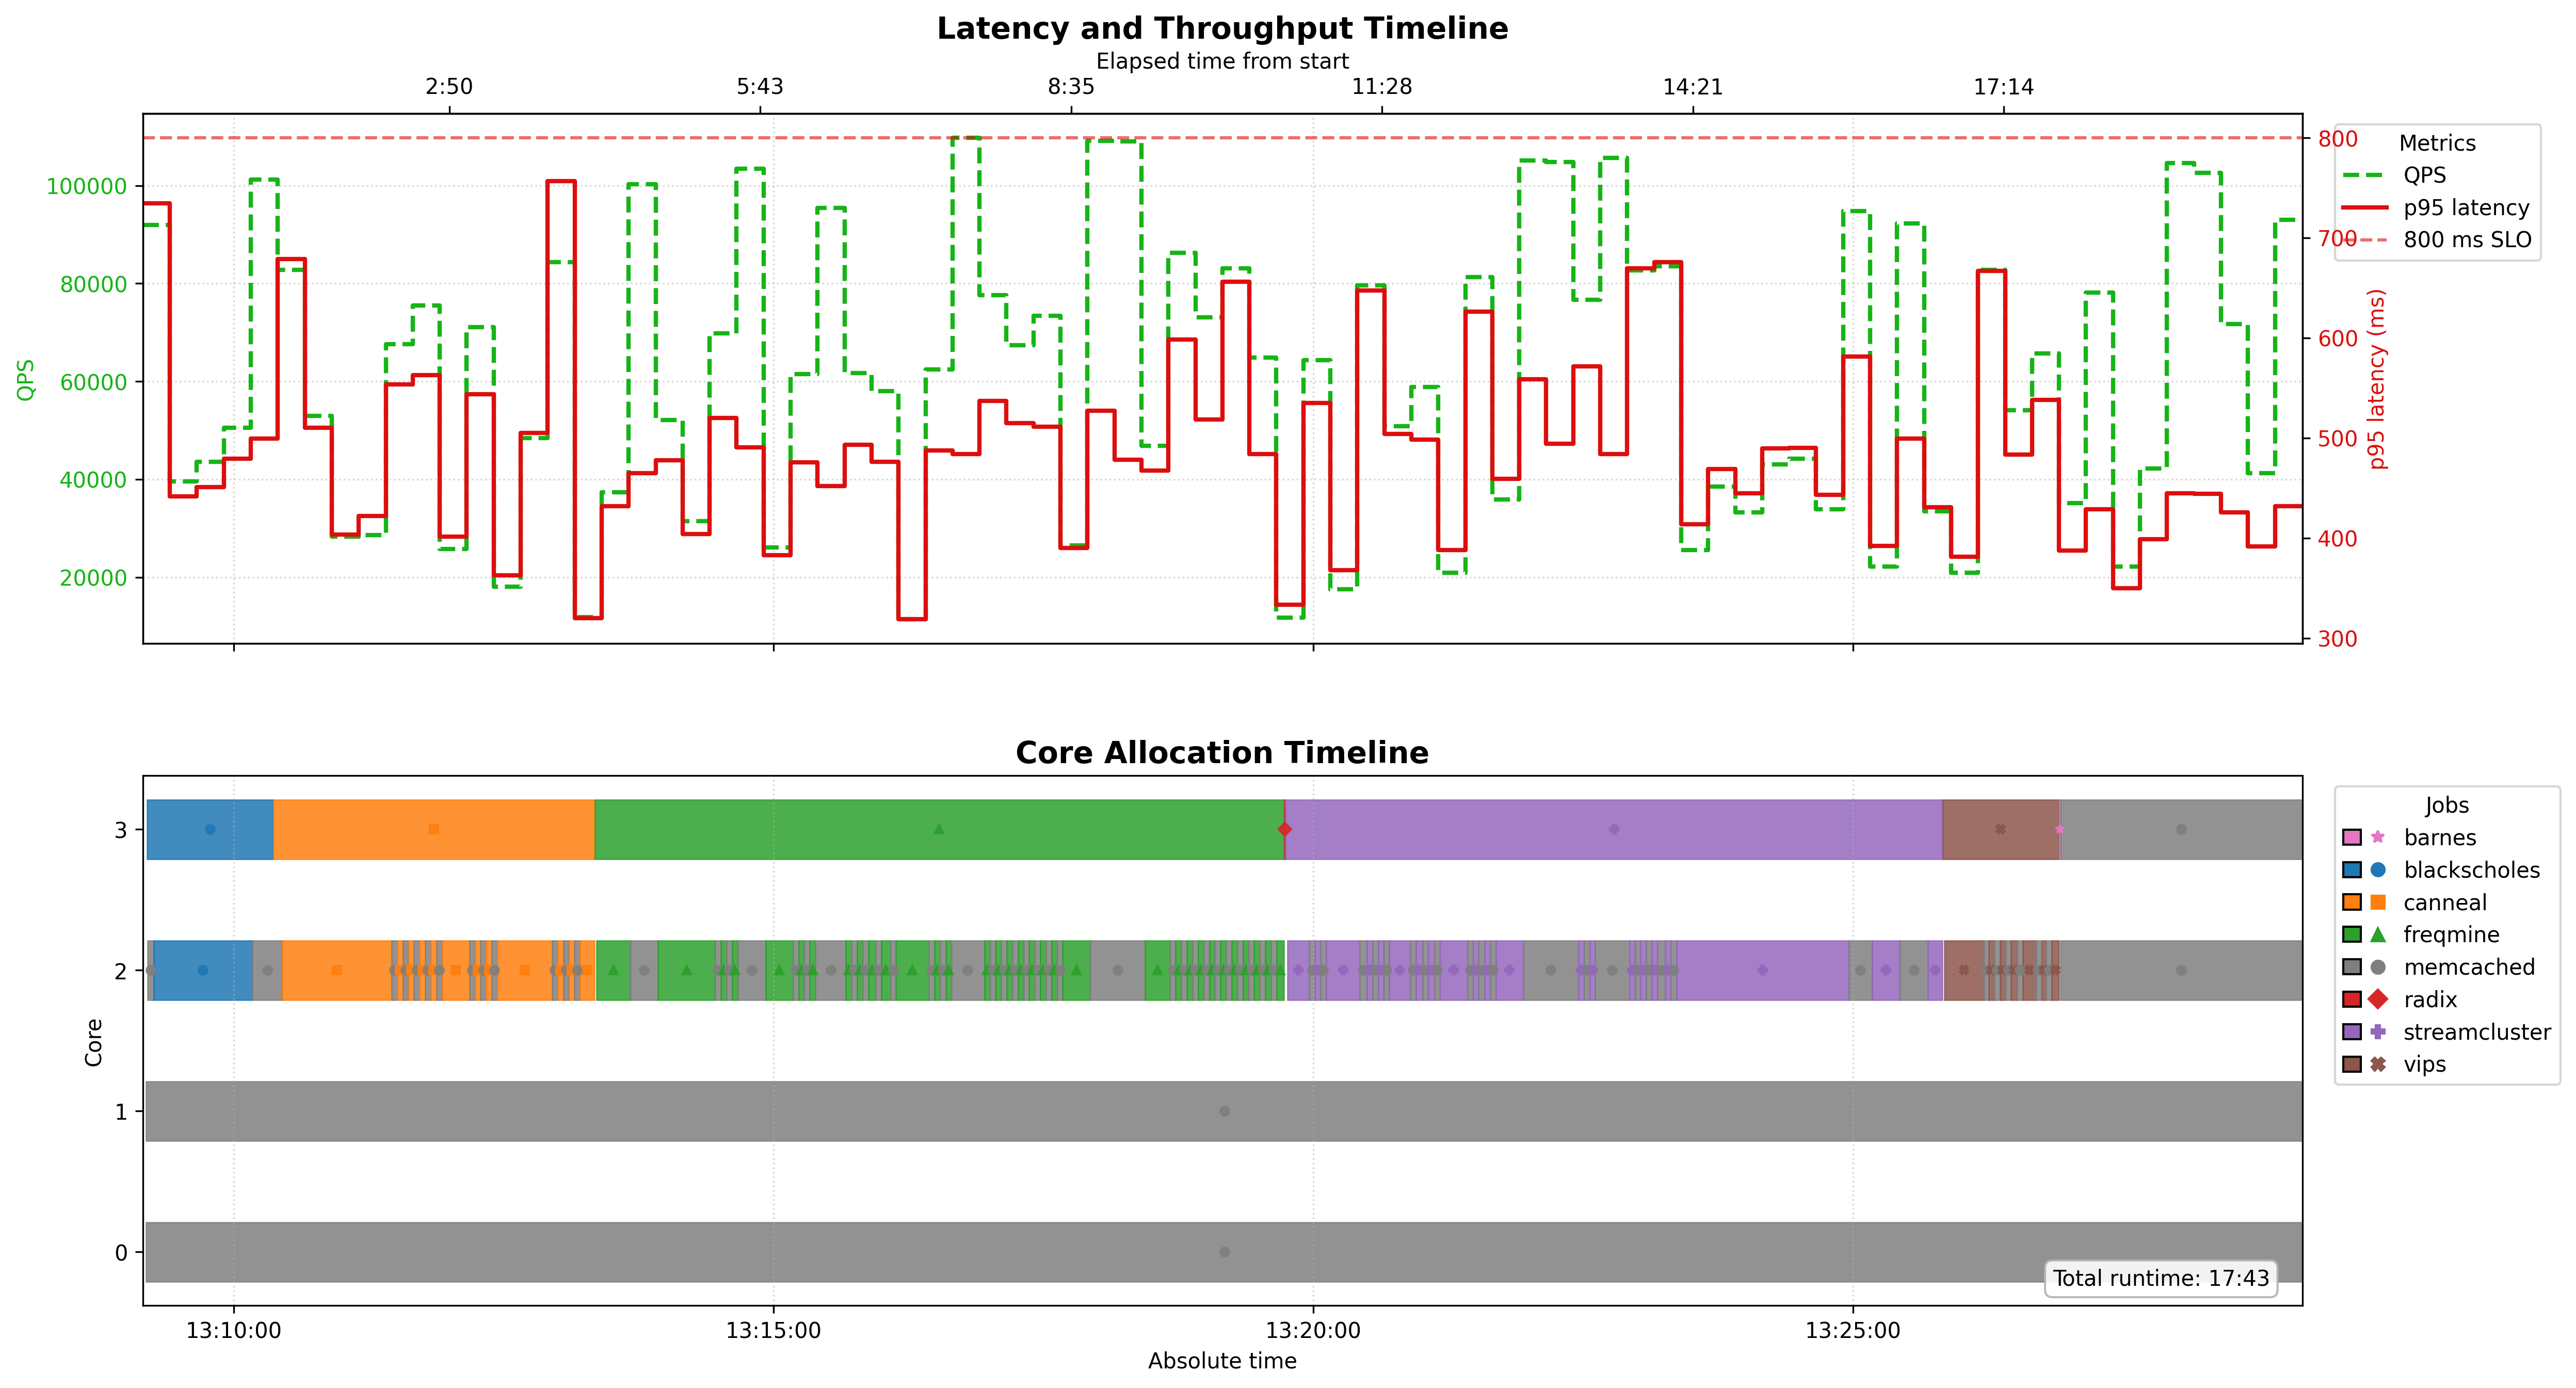 Latency and Throughput Timeline
Elapsed time from start
2:50 5:43 8:35 11:28 14:21 17:14
100000
80000
60000
40000
20000
QPS
800
700
600
500
400
300
p95 latency (ms)
Metrics
QPS
p95 latency
800 ms SLO
Core Allocation Timeline
3
2
1
0
Core
Total runtime: 17:43
13:10:00 13:15:00 13:20:00 13:25:00
Absolute time
Jobs
barnes
blackscholes
canneal
freqmine
memcached
radix
streamcluster
vips